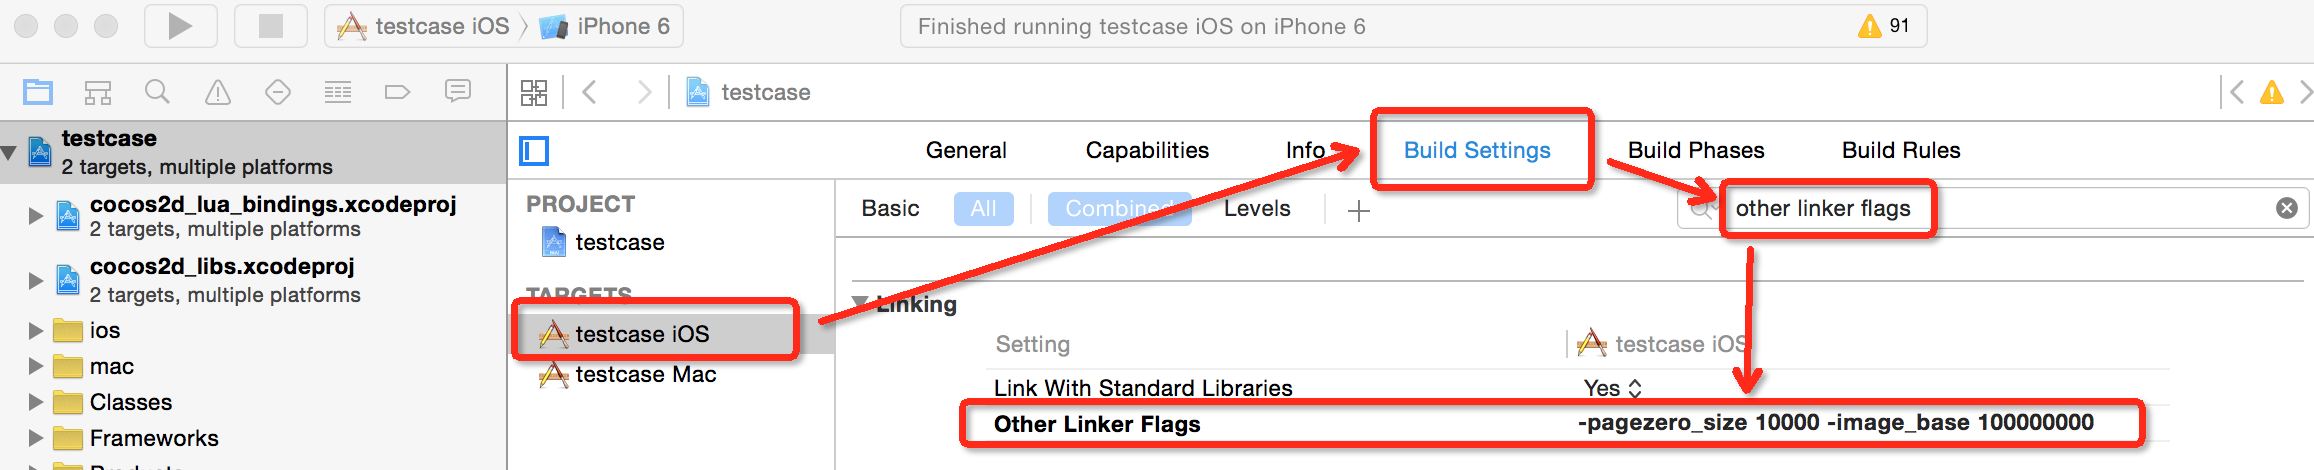 testcase iOS
iPhone 6
Finished running testcase iOS on iPhone 6
91
testcase
testcase
2 targets, multiple platforms
cocos2d_lua_bindings.xcodeproj
2 targets, multiple platforms
cocos2d_libs.xcodeproj
2 targets, multiple platforms
ios
mac
Classes
Frameworks
Products
General
Capabilities
Info
Build Settings
Build Phases
Build Rules
PROJECT
testcase
TARGETS
testcase iOS
testcase Mac
Basic
All
Combined
Levels
other linker flags
Linking
Setting
testcase iOS
Link With Standard Libraries
Yes
Other Linker Flags
-pagezero_size 10000 -image_base 100000000